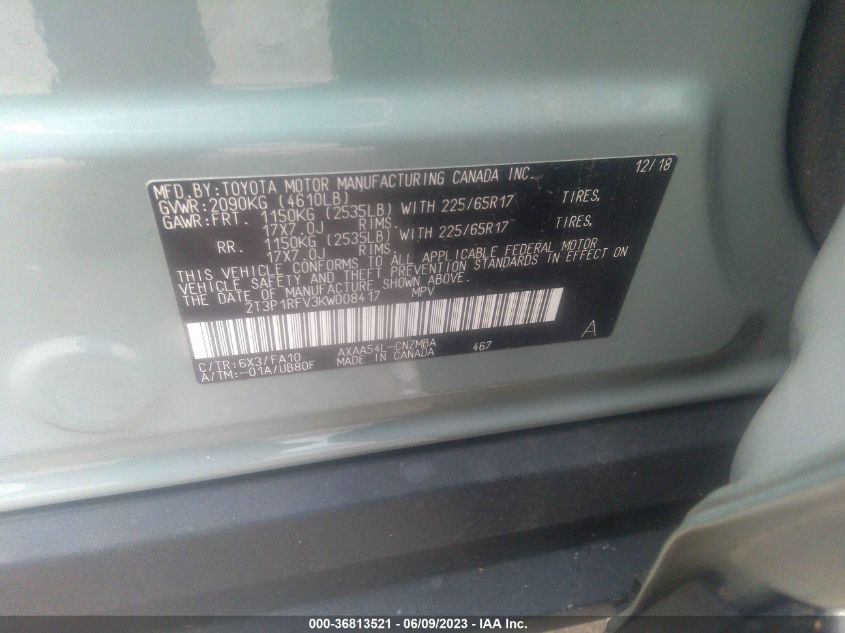 MFD.BY:TOYOTA MOTOR MANUFACTURING CANADA INC. 12/18
GVWR:2090KG (4610LB)
GAWR:FRT. 1150KG (2535LB) WITH 225/65R17 TIRES,
17X7.0J RIMS.
RR. 1150KG (2535LB) WITH 225/65R17 TIRES,
17X7.0J RIMS.
THIS VEHICLE CONFORMS TO ALL APPLICABLE FEDERAL MOTOR
VEHICLE SAFETY AND THEFT PREVENTION STANDARDS IN EFFECT ON
THE DATE OF MANUFACTURE SHOWN ABOVE.
2T3P1RFV3KW008417 MPV
A
C/TR:6X3/FA10 AXAA54L-CNZMBA 467
A/TM:-01A/UB80F MADE IN CANADA
000-36813521 - 06/09/2023 - IAA Inc.